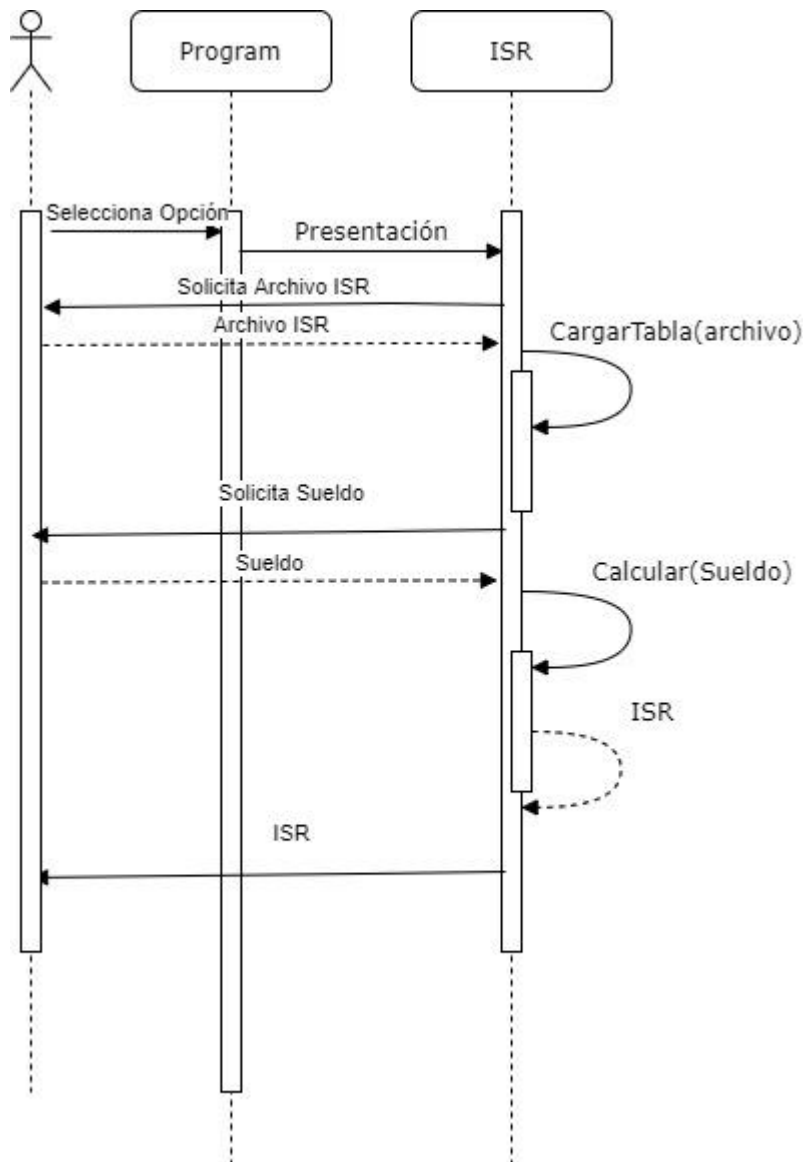 Program
ISR
Selecciona Opción
Presentación
Solicita Archivo ISR
Archivo ISR
CargarTabla(archivo)
Solicita Sueldo
Sueldo
Calcular(Sueldo)
ISR
ISR